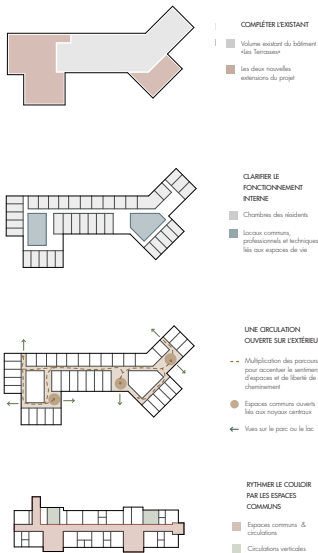 COMPLÉTER L'EXISTANT
Volume existant du bâtiment
«Les Terrasses»
Les deux nouvelles
extensions du projet
CLARIFIER LE
FONCTIONNEMENT
INTERNE
Chambres des résidents
Locaux communs,
professionnels et techniques
liés aux espaces de vie
UNE CIRCULATION
OUVERTE SUR L'EXTÉRIEU
Multiplication des parcours
pour accentuer le sentimen
d'espaces et de liberté de
cheminement
Espaces communs ouverts
liés aux noyaux centraux
Vues sur le parc ou le lac
RYTHMER LE COULOIR
PAR LES ESPACES
COMMUNS
Espaces communs &
circulations
Circulations verticales